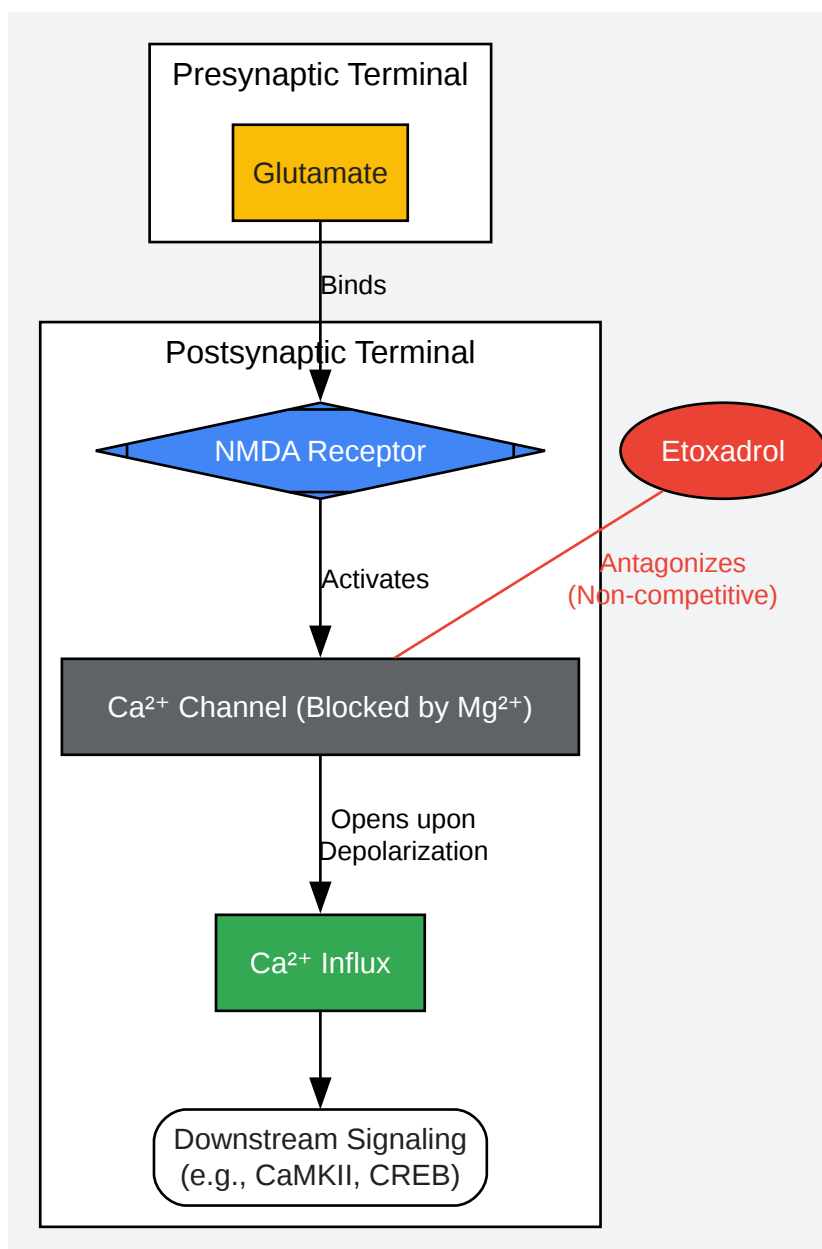 Presynaptic Terminal
Glutamate
Binds
Postsynaptic Terminal
NMDA Receptor
Etoxadrol
Antagonizes
(Non-competitive)
Activates
Ca²⁺ Channel (Blocked by Mg²⁺)
Opens upon
Depolarization
Ca²⁺ Influx
Downstream Signaling
(e.g., CaMKII, CREB)